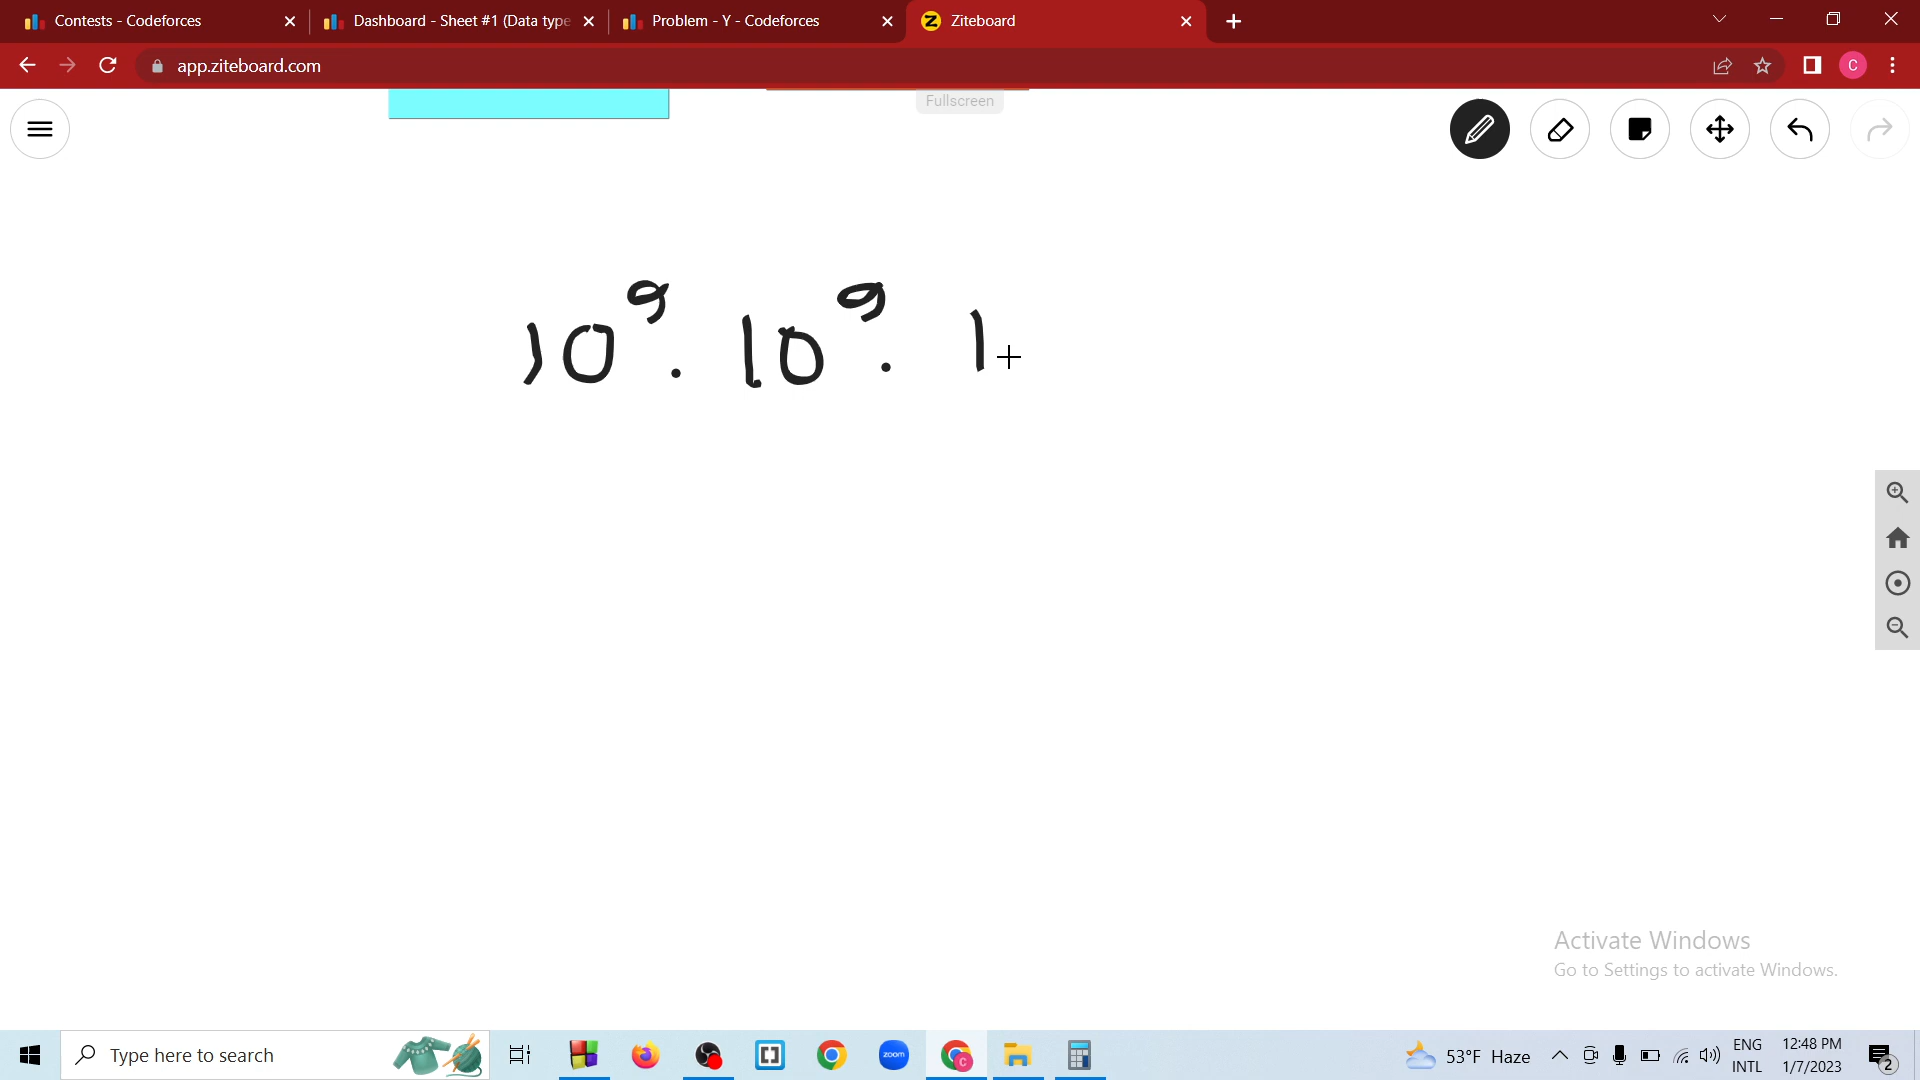 Contests - Codeforces
Dashboard - Sheet #1 (Data type
Problem - Y - Codeforces
Ziteboard
app.ziteboard.com
C
Fullscreen
10⁹. 10⁹. 1
Activate Windows
Go to Settings to activate Windows.
Type here to search
zoom
C
53°F Haze
ENG
INTL
12:48 PM
1/7/2023
2